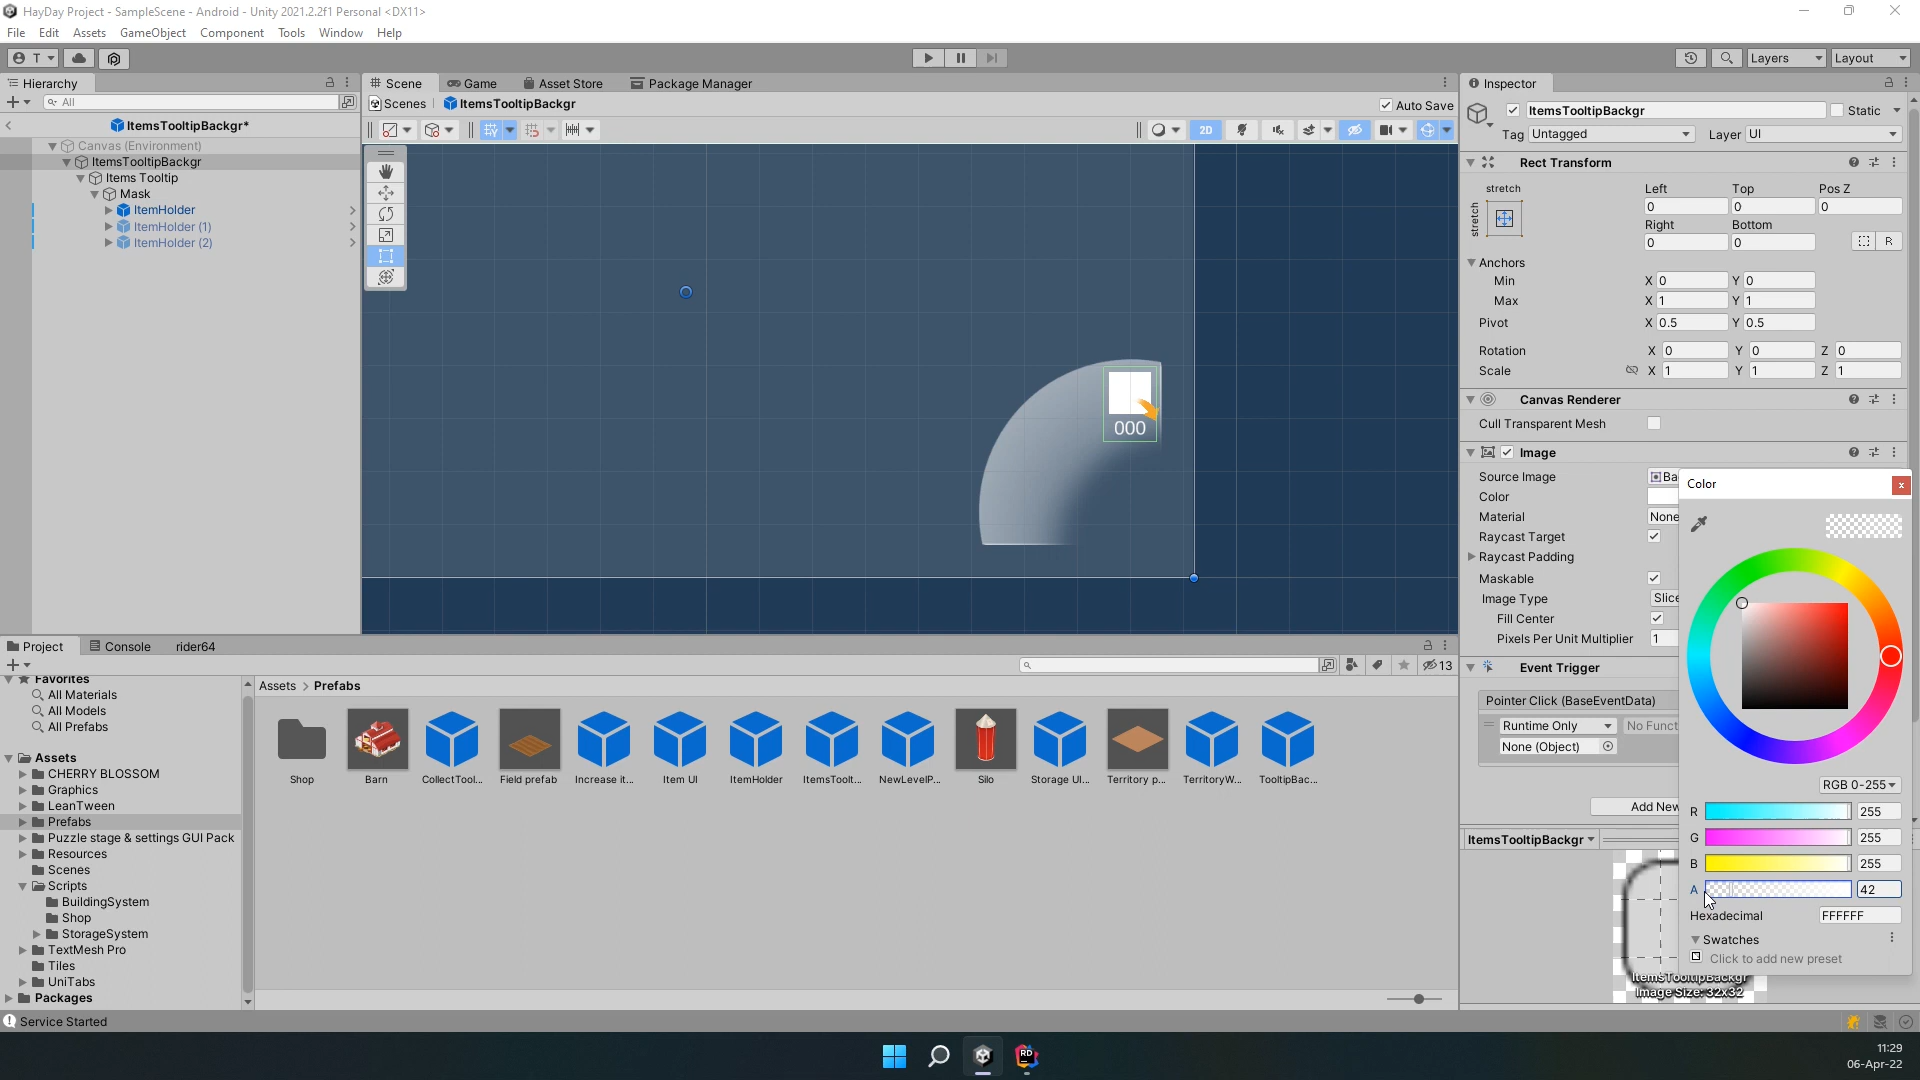 HayDay Project - SampleScene - Android - Unity 2021.2.2f1 Personal <DX11>
File Edit Assets GameObject Component Tools Window Help
T Layers Layout
Hierarchy
All
ItemsTooltipBackgr*
Canvas (Environment)
ItemsTooltipBackgr
Items Tooltip
Mask
ItemHolder
ItemHolder (1)
ItemHolder (2)
Scene Game Asset Store Package Manager
Scenes ItemsTooltipBackgr Auto Save
2D
000
Inspector
ItemsTooltipBackgr Static
Tag Untagged Layer UI
Rect Transform
stretch Left Top Pos Z
stretch 0 0 0
Right Bottom
0 0 R
Anchors
Min X 0 Y 0
Max X 1 Y 1
Pivot X 0.5 Y 0.5
Rotation X 0 Y 0 Z 0
Scale X 1 Y 1 Z 1
Canvas Renderer
Cull Transparent Mesh
Image
Source Image Ba
Color
Material None
Raycast Target
Raycast Padding
Maskable
Image Type Slice
Fill Center
Pixels Per Unit Multiplier 1
Event Trigger
Pointer Click (BaseEventData)
Runtime Only No Funct
None (Object)
Add New
ItemsTooltipBackgr
ItemsTooltipBackgr
Image Size: 32x32
Color
x
RGB 0-255
R 255
G 255
B 255
A 42
Hexadecimal FFFFFF
Swatches
Click to add new preset
Project Console rider64
13
Favorites
All Materials
All Models
All Prefabs
Assets
CHERRY BLOSSOM
Graphics
LeanTween
Prefabs
Puzzle stage & settings GUI Pack
Resources
Scenes
Scripts
BuildingSystem
Shop
StorageSystem
TextMesh Pro
Tiles
UniTabs
Packages
Assets > Prefabs
Shop Barn CollectTool... Field prefab Increase it... Item UI ItemHolder ItemsToolt... NewLevelP... Silo Storage UI... Territory p... TerritoryW... TooltipBac...
Service Started
RD
11:29
06-Apr-22